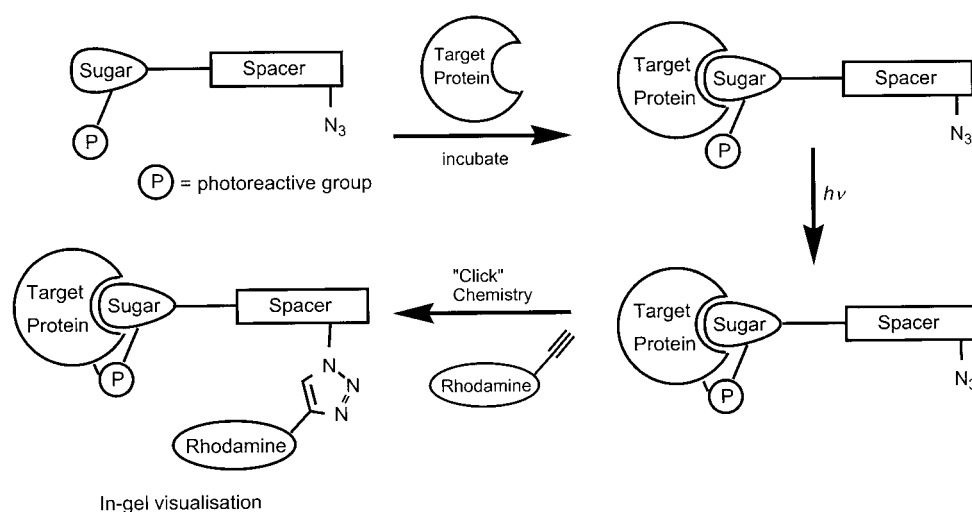 Sugar
Spacer
N3
P
P = photoreactive group
Target
Protein
incubate
Target
Protein
Sugar
Spacer
N3
P
hν
Target
Protein
Sugar
Spacer
N3
P
"Click"
Chemistry
Rhodamine
Target
Protein
Sugar
Spacer
P
N
N
N
Rhodamine
In-gel visualisation